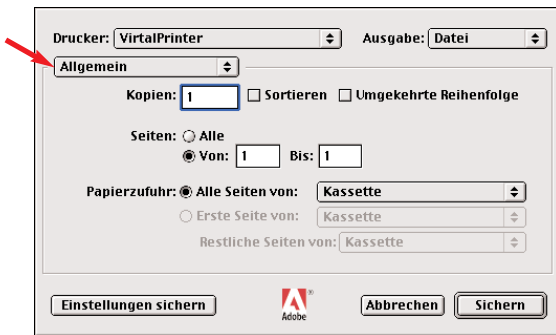 Drucker: VirtalPrinter Ausgabe: Datei
Allgemein
Kopien: 1 Sortieren Umgekehrte Reihenfolge
Seiten: Alle
Von: 1 Bis: 1
Papierzufuhr: Alle Seiten von: Kassette
Erste Seite von: Kassette
Restliche Seiten von: Kassette
Einstellungen sichern Adobe Abbrechen Sichern